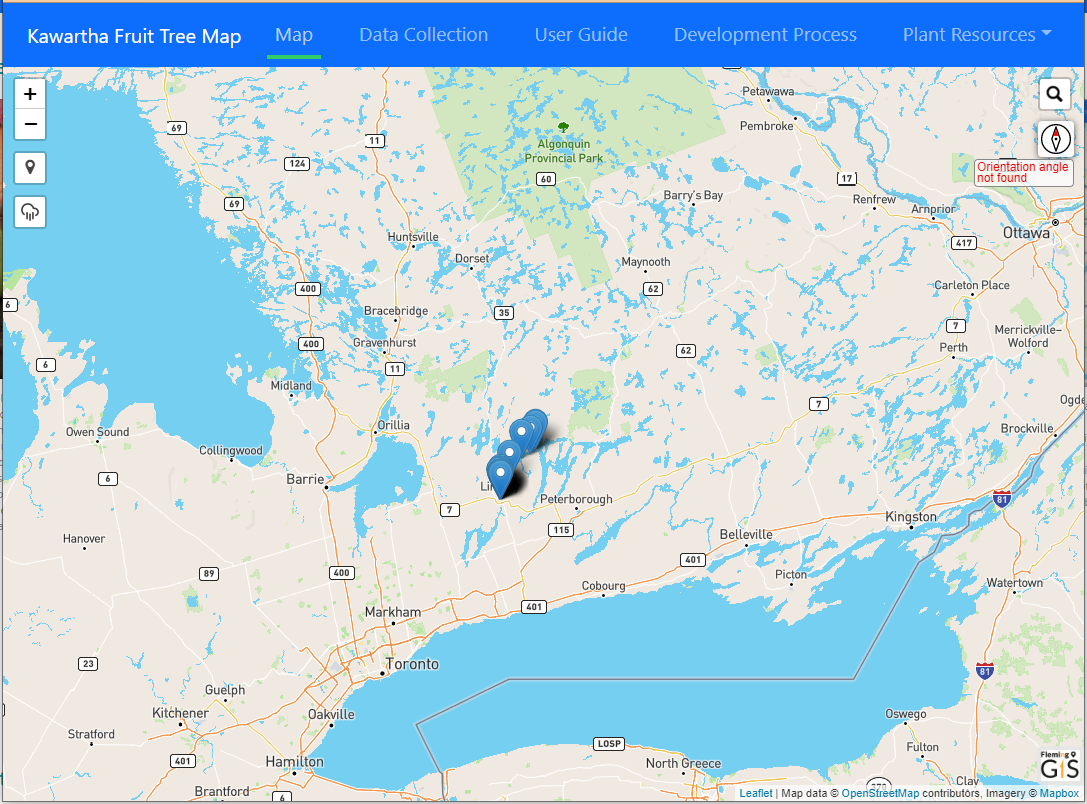 Kawartha Fruit Tree Map Map Data Collection User Guide Development Process Plant Resources
+
−
Petawawa
Pembroke
69
11
Algonquin
Provincial Park
124
60
Orientation angle
not found
17
Barry's Bay
Renfrew
69
Arnprior
Ottawa
417
Huntsville
Dorset
Maynooth
400
62
Carleton Place
6
Bracebridge
35
7
Merrickville–
Wolford
Gravenhurst
400
62
Perth
6
11
Midland
7
Ogde
Owen Sound
Orillia
Brockville
Collingwood
6
Barrie
Li
Peterborough
81
7
Kingston
115
Belleville
Hanover
401
89
400
Picton
Cobourg
Watertown
401
Markham
23
Toronto
81
Guelph
Kitchener
Oakville
Oswego
Stratford
LOSP
Fulton
401
Hamilton
North Greece
Fleming
GIS
Clay
Brantford
6
Leaflet | Map data © OpenStreetMap contributors, Imagery © Mapbox